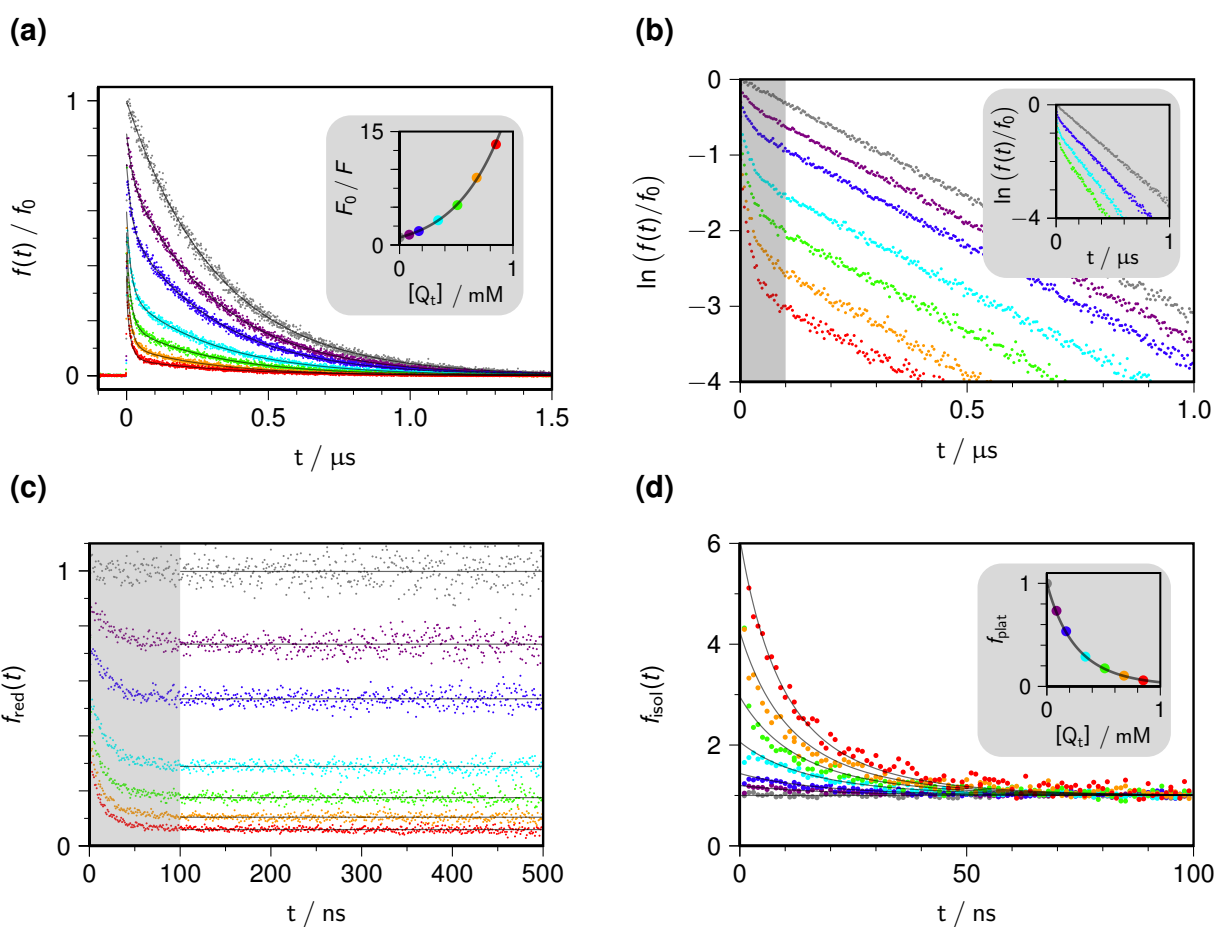 (a)
f(t) / f0
1
0
0
0.5
1.0
1.5
t / μs
F0 / F
15
0
0
1
[Qt] / mM
(b)
ln (f(t)/f0)
0
−1
−2
−3
−4
0
0.5
1.0
t / μs
ln (f(t)/f0)
0
−4
0
1
t / μs
(c)
fred(t)
1
0
0
100
200
300
400
500
t / ns
(d)
fisol(t)
6
4
2
0
0
50
100
t / ns
fplat
1
0
0
1
[Qt] / mM